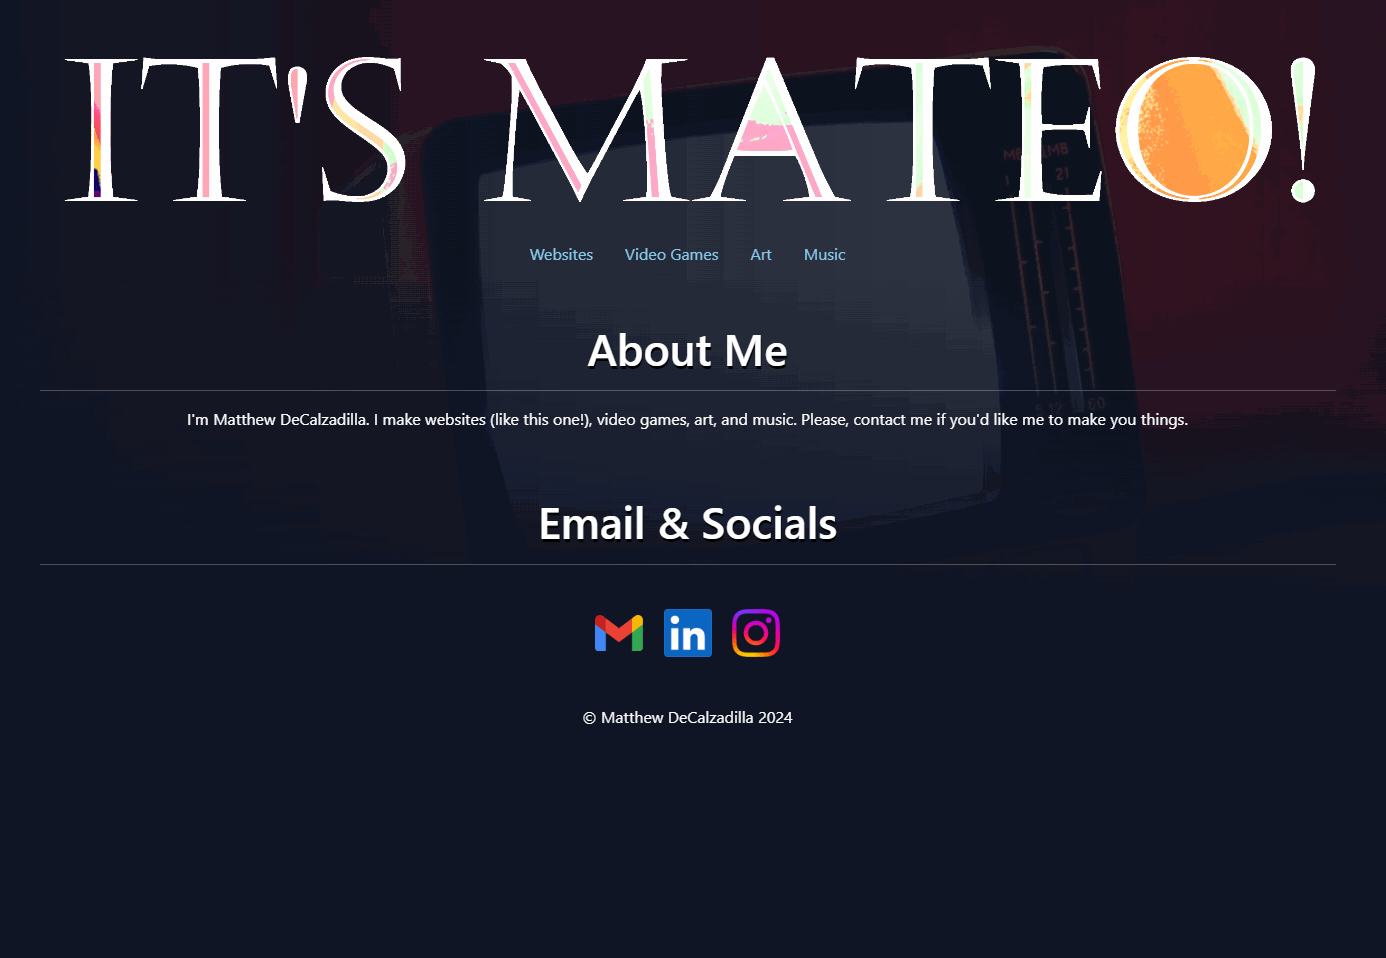 IT'S MATEO!
Websites Video Games Art Music
About Me
I'm Matthew DeCalzadilla. I make websites (like this one!), video games, art, and music. Please, contact me if you'd like me to make you things.
Email & Socials
in
© Matthew DeCalzadilla 2024